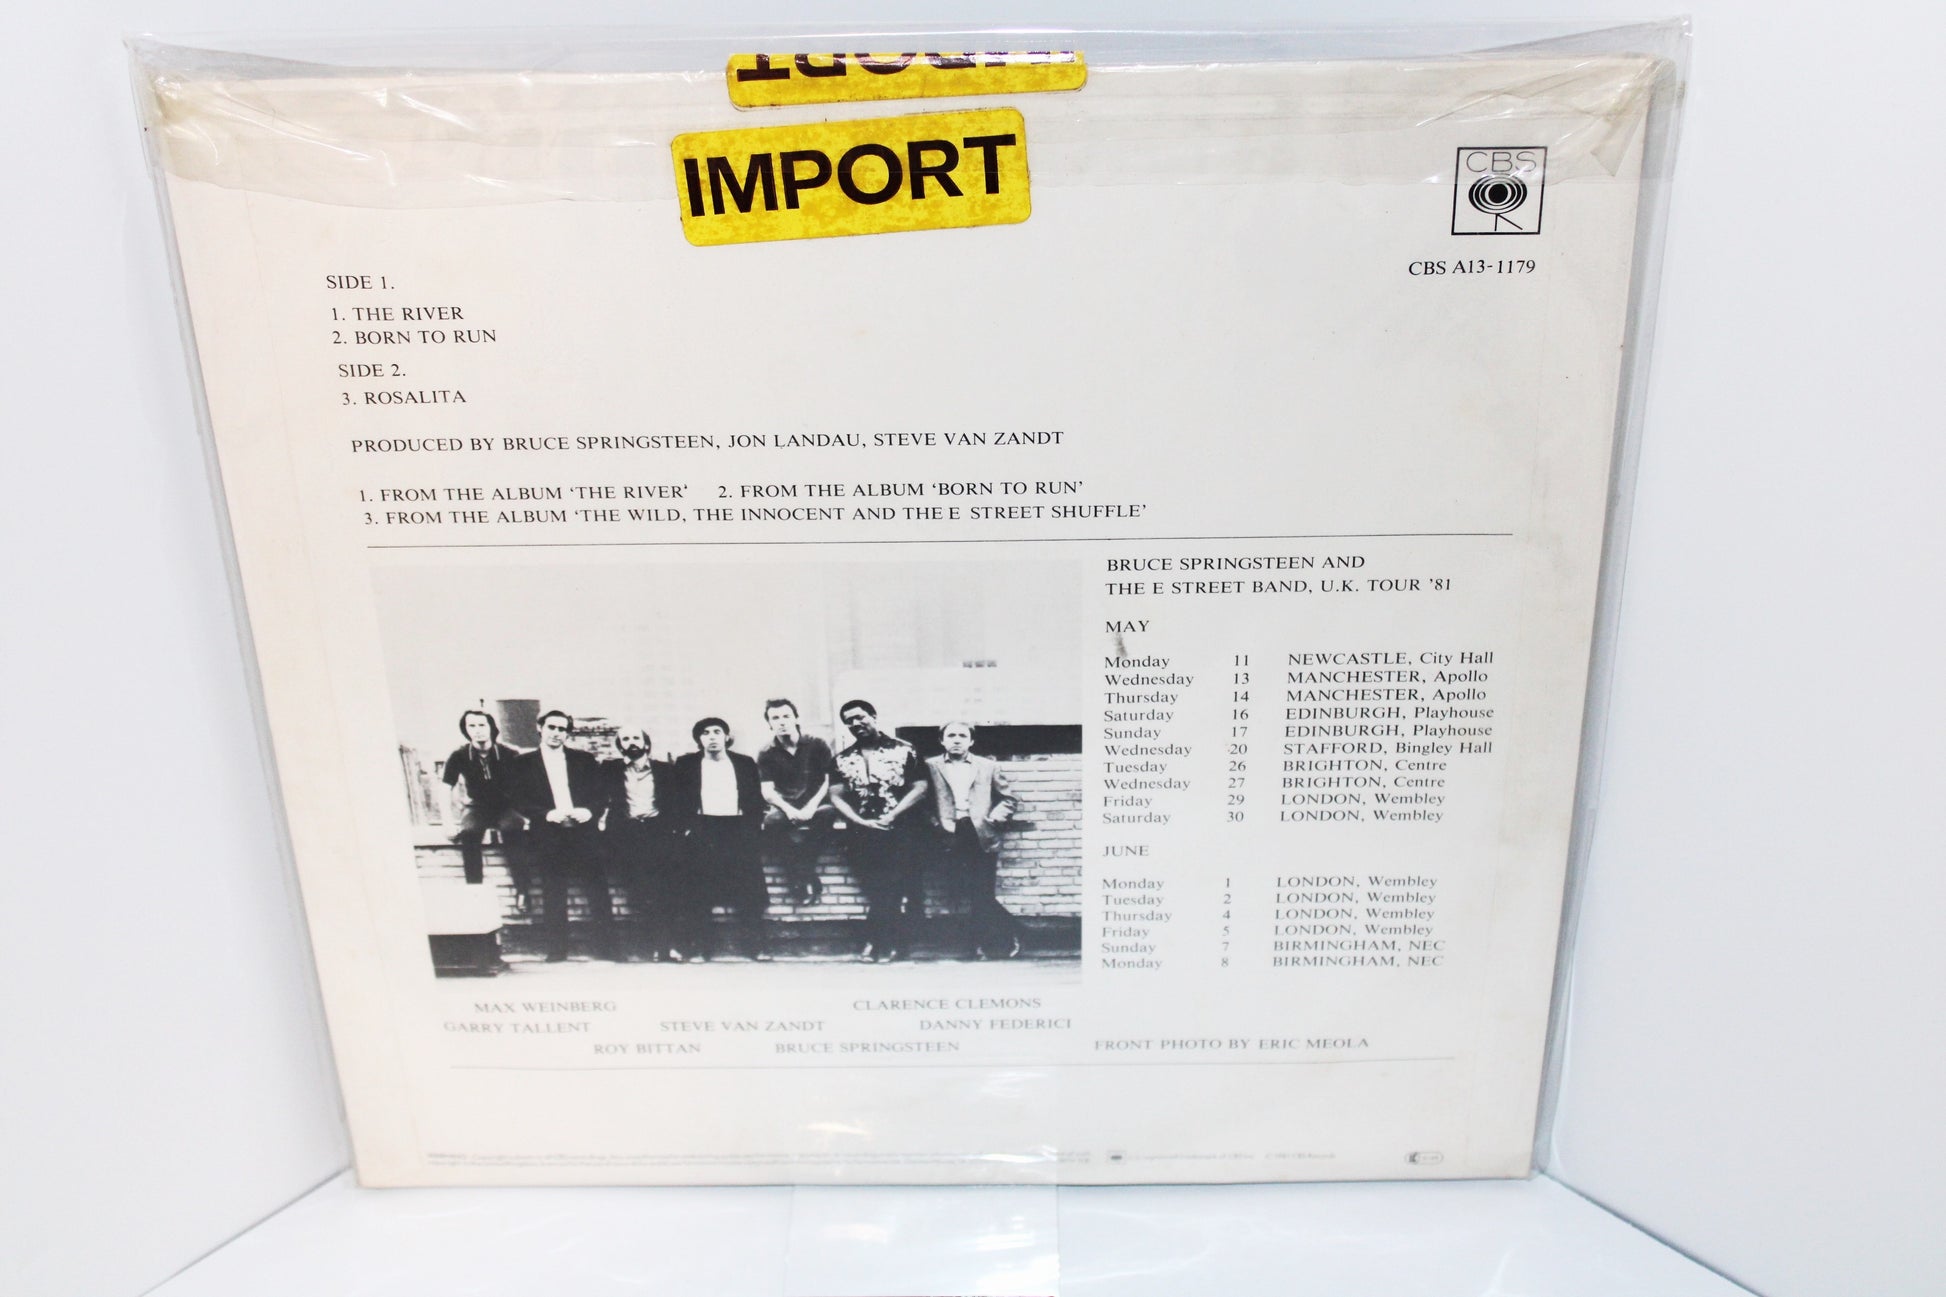 IMPORT
IMPORT
CBS
CBS A13-1179
SIDE 1.
1. THE RIVER
2. BORN TO RUN
SIDE 2.
3. ROSALITA
PRODUCED BY BRUCE SPRINGSTEEN, JON LANDAU, STEVE VAN ZANDT
1. FROM THE ALBUM ‘THE RIVER’ 2. FROM THE ALBUM ‘BORN TO RUN’
3. FROM THE ALBUM ‘THE WILD, THE INNOCENT AND THE E STREET SHUFFLE’
BRUCE SPRINGSTEEN AND
THE E STREET BAND, U.K. TOUR ’81
MAY
Monday 11 NEWCASTLE, City Hall
Wednesday 13 MANCHESTER, Apollo
Thursday 14 MANCHESTER, Apollo
Saturday 16 EDINBURGH, Playhouse
Sunday 17 EDINBURGH, Playhouse
Wednesday 20 STAFFORD, Bingley Hall
Tuesday 26 BRIGHTON, Centre
Wednesday 27 BRIGHTON, Centre
Friday 29 LONDON, Wembley
Saturday 30 LONDON, Wembley
JUNE
Monday 1 LONDON, Wembley
Tuesday 2 LONDON, Wembley
Thursday 4 LONDON, Wembley
Friday 5 LONDON, Wembley
Sunday 7 BIRMINGHAM, NEC
Monday 8 BIRMINGHAM, NEC
MAX WEINBERG CLARENCE CLEMONS
GARRY TALLENT STEVE VAN ZANDT DANNY FEDERICI
ROY BITTAN BRUCE SPRINGSTEEN
FRONT PHOTO BY ERIC MEOLA